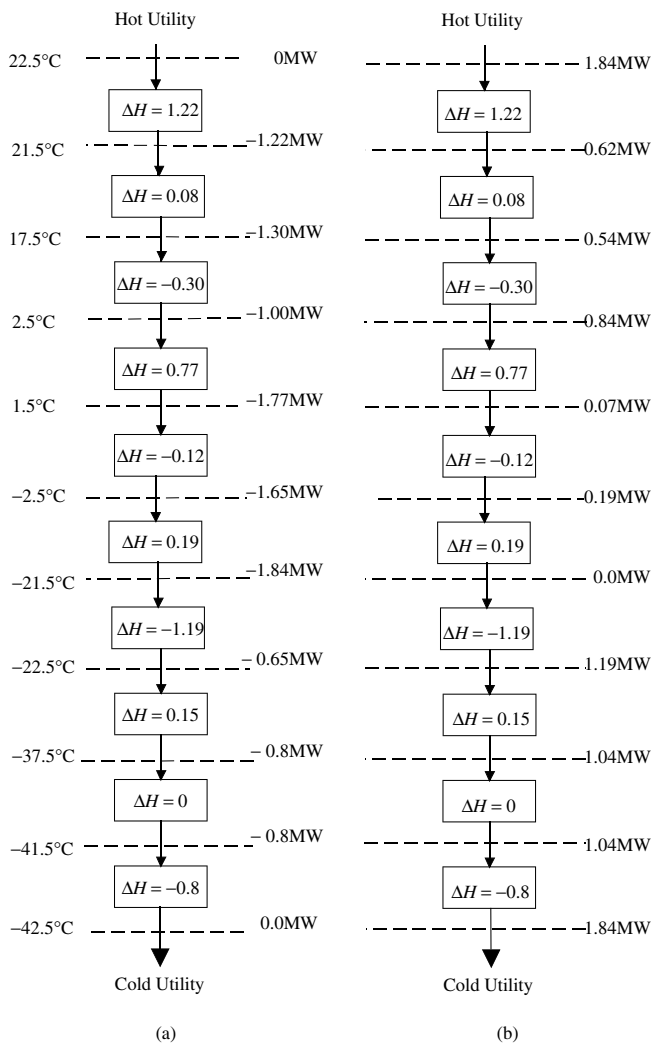 Hot Utility Hot Utility
22.5°C 0MW 1.84MW
ΔH = 1.22 ΔH = 1.22
21.5°C −1.22MW 0.62MW
ΔH = 0.08 ΔH = 0.08
17.5°C −1.30MW 0.54MW
ΔH = −0.30 ΔH = −0.30
2.5°C −1.00MW 0.84MW
ΔH = 0.77 ΔH = 0.77
1.5°C −1.77MW 0.07MW
ΔH = −0.12 ΔH = −0.12
−2.5°C −1.65MW 0.19MW
ΔH = 0.19 ΔH = 0.19
−21.5°C −1.84MW 0.0MW
ΔH = −1.19 ΔH = −1.19
−22.5°C − 0.65MW 1.19MW
ΔH = 0.15 ΔH = 0.15
−37.5°C − 0.8MW 1.04MW
ΔH = 0 ΔH = 0
−41.5°C − 0.8MW 1.04MW
ΔH = −0.8 ΔH = −0.8
−42.5°C 0.0MW 1.84MW
Cold Utility Cold Utility
(a) (b)